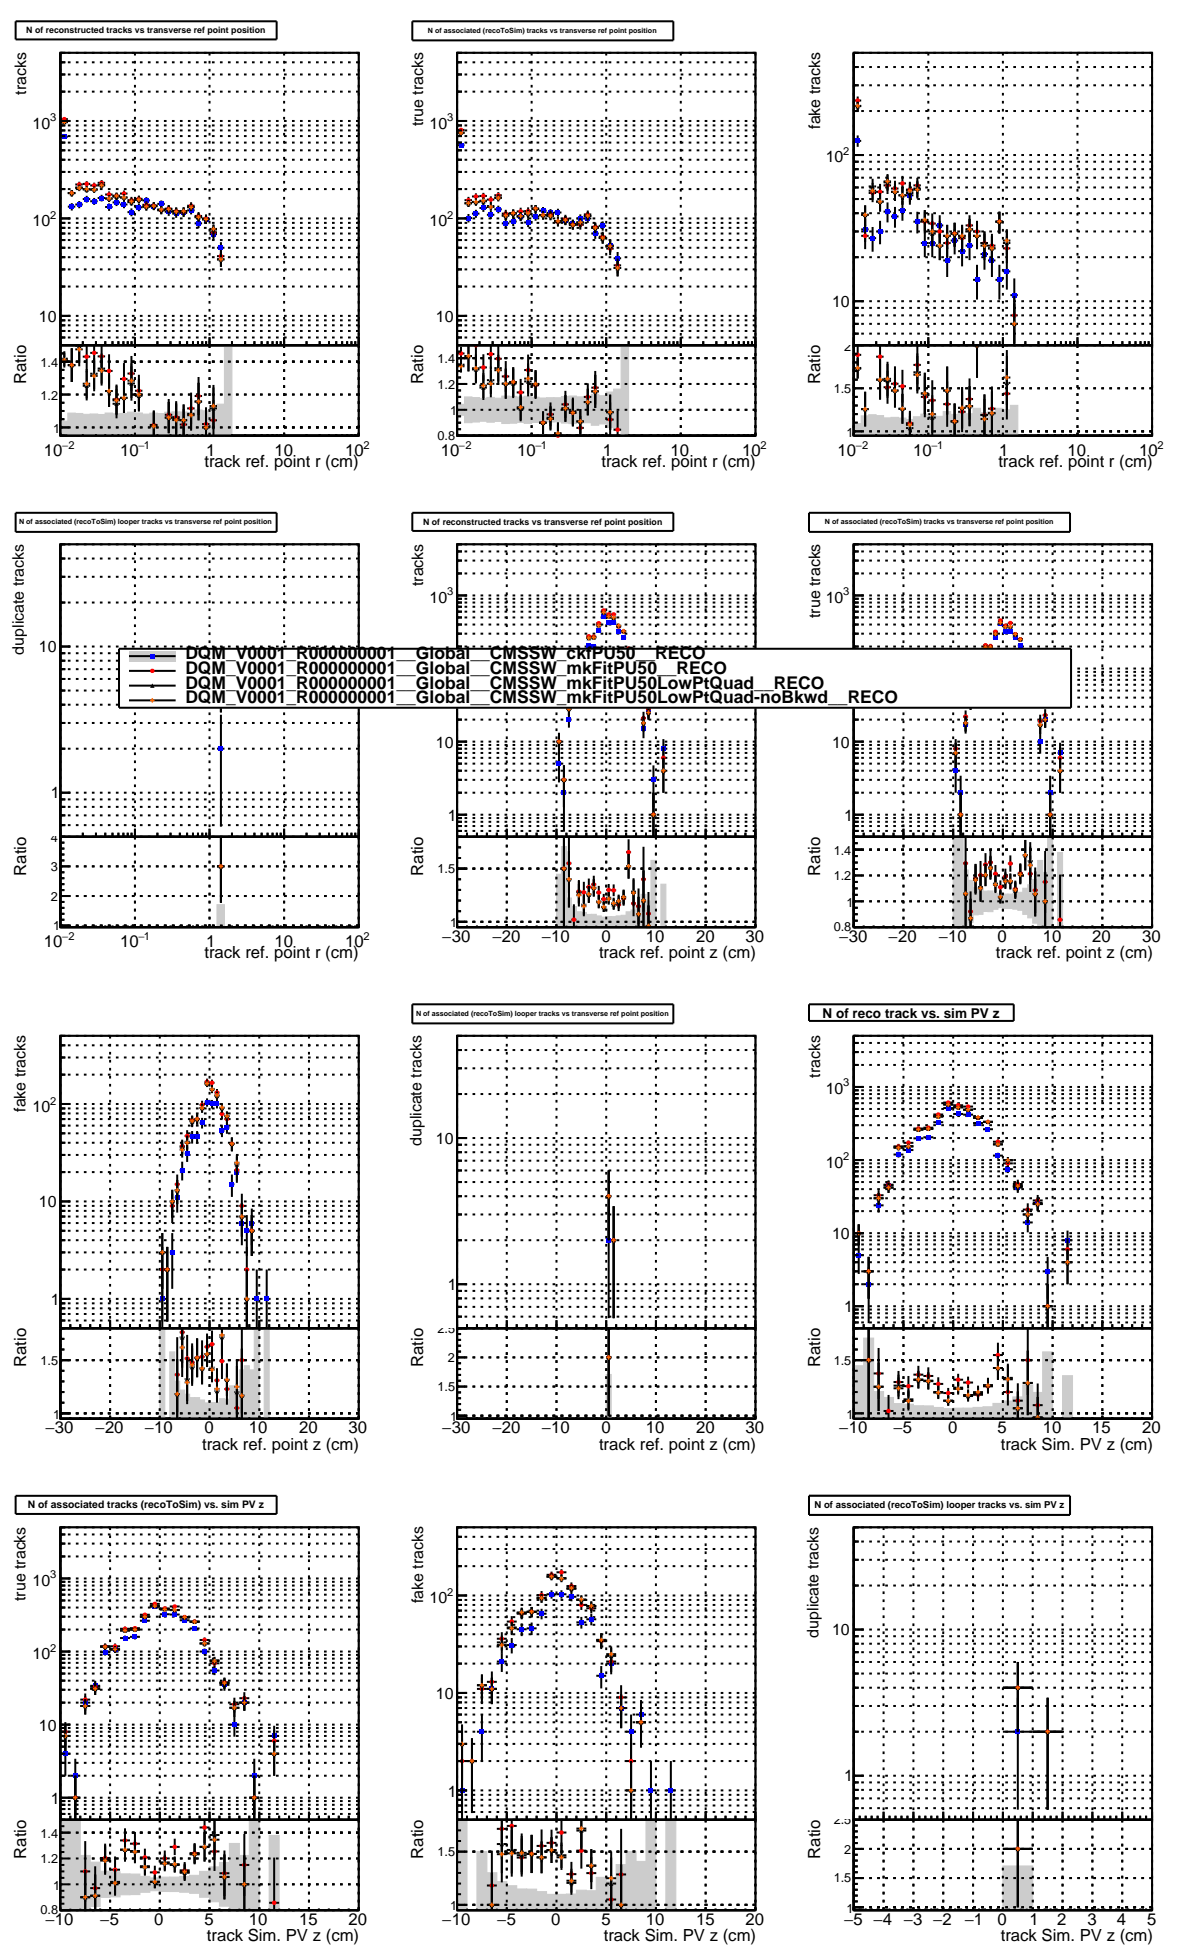 N of reconstructed tracks vs transverse ref point position
N of associated (recoToSim) tracks vs transverse ref point position
tracks
10³
10²
10
Ratio
1.4
1.2
1
10⁻² 10⁻¹ 1 10 10²
track ref. point r (cm)
true tracks
10³
10²
10
Ratio
1.4
1.2
1
0.8
10⁻² 10⁻¹ 1 10 10²
track ref. point r (cm)
fake tracks
10²
10
Ratio
2
1.5
1
10⁻² 10⁻¹ 1 10 10²
track ref. point r (cm)
N of associated (recoToSim) looper tracks vs transverse ref point position
N of reconstructed tracks vs transverse ref point position
N of associated (recoToSim) tracks vs transverse ref point position
duplicate tracks
10
1
Ratio
4
3
2
1
10⁻² 10⁻¹ 1 10 10²
track ref. point r (cm)
tracks
10³
10
1
Ratio
1.5
1
−30 −20 −10 0 10 20 30
track ref. point z (cm)
true tracks
10³
10
1
Ratio
1.4
1.2
1
0.8
−30 −20 −10 0 10 20 30
track ref. point z (cm)
DQM_V0001_R000000001__Global__CMSSW_ckfPU50__RECO
DQM_V0001_R000000001__Global__CMSSW_mkFitPU50__RECO
DQM_V0001_R000000001__Global__CMSSW_mkFitPU50LowPtQuad__RECO
DQM_V0001_R000000001__Global__CMSSW_mkFitPU50LowPtQuad-noBkwd__RECO
N of associated (recoToSim) looper tracks vs transverse ref point position
N of reco track vs. sim PV z
fake tracks
10²
10
1
Ratio
1.5
1
−30 −20 −10 0 10 20 30
track ref. point z (cm)
duplicate tracks
10
1
Ratio
2.5
2
1.5
1
−30 −20 −10 0 10 20 30
track ref. point z (cm)
tracks
10³
10²
10
1
Ratio
1.5
1
−10 −5 0 5 10 15 20
track Sim. PV z (cm)
N of associated tracks (recoToSim) vs. sim PV z
N of associated (recoToSim) looper tracks vs. sim PV z
true tracks
10³
10²
10
1
Ratio
1.4
1.2
1
0.8
−10 −5 0 5 10 15 20
track Sim. PV z (cm)
fake tracks
10²
10
1
Ratio
1.5
1
−10 −5 0 5 10 15 20
track Sim. PV z (cm)
duplicate tracks
10
1
Ratio
2.5
2
1.5
1
−5 −4 −3 −2 −1 0 1 2 3 4 5
track Sim. PV z (cm)